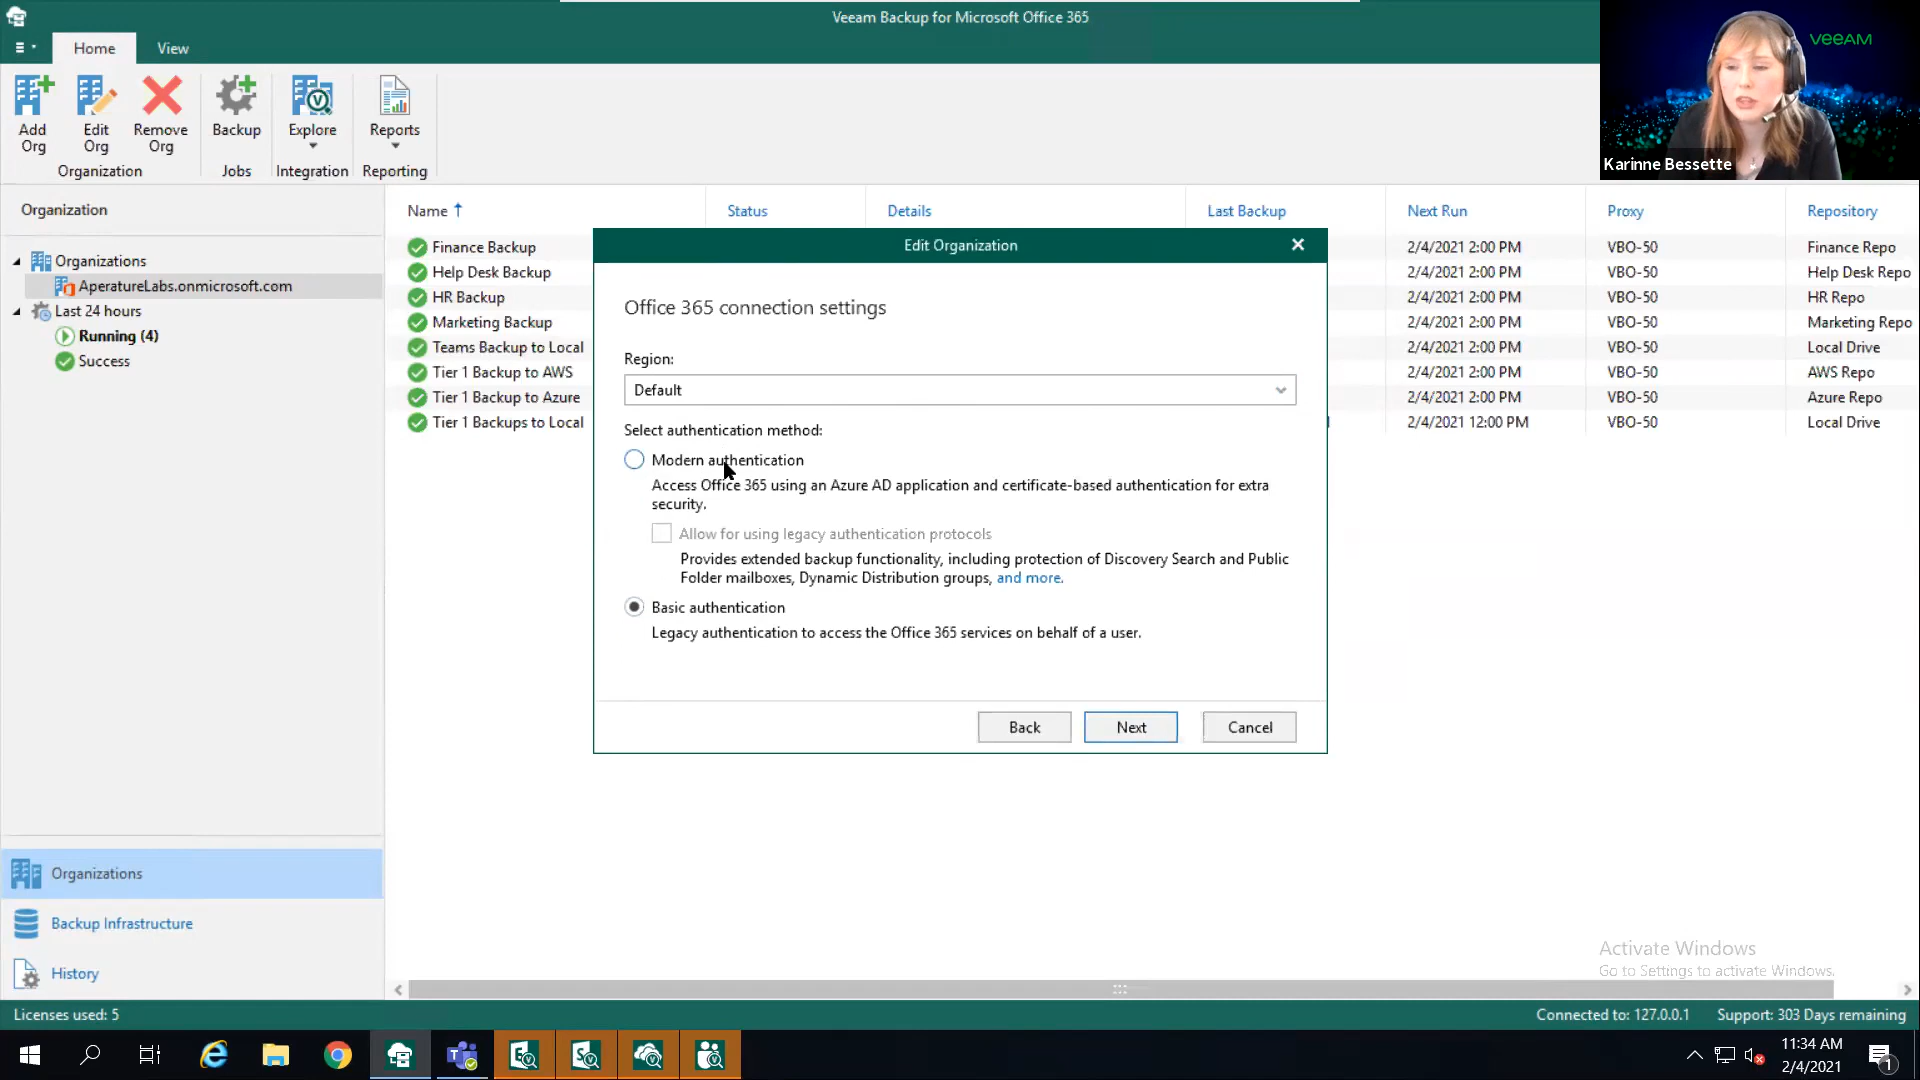 Veeam Backup for Microsoft Office 365
veeAM
Karinne Bessette
Home
View
Add
Org
Edit
Org
Remove
Org
Organization
Backup
Jobs
Explore
Integration
Reports
Reporting
Organization
Organizations
AperatureLabs.onmicrosoft.com
Last 24 hours
Running (4)
Success
Name
Status
Details
Last Backup
Next Run
Proxy
Repository
Finance Backup
2/4/2021 2:00 PM
VBO-50
Finance Repo
Help Desk Backup
2/4/2021 2:00 PM
VBO-50
Help Desk Repo
HR Backup
2/4/2021 2:00 PM
VBO-50
HR Repo
Marketing Backup
2/4/2021 2:00 PM
VBO-50
Marketing Repo
Teams Backup to Local
2/4/2021 2:00 PM
VBO-50
Local Drive
Tier 1 Backup to AWS
2/4/2021 2:00 PM
VBO-50
AWS Repo
Tier 1 Backup to Azure
2/4/2021 2:00 PM
VBO-50
Azure Repo
Tier 1 Backups to Local
2/4/2021 12:00 PM
VBO-50
Local Drive
Edit Organization
Office 365 connection settings
Region:
Default
Select authentication method:
Modern authentication
Access Office 365 using an Azure AD application and certificate-based authentication for extra
security.
Allow for using legacy authentication protocols
Provides extended backup functionality, including protection of Discovery Search and Public
Folder mailboxes, Dynamic Distribution groups, and more.
Basic authentication
Legacy authentication to access the Office 365 services on behalf of a user.
Back
Next
Cancel
Organizations
Backup Infrastructure
History
Activate Windows
Go to Settings to activate Windows.
Licenses used: 5
Connected to: 127.0.0.1
Support: 303 Days remaining
11:34 AM
2/4/2021
1